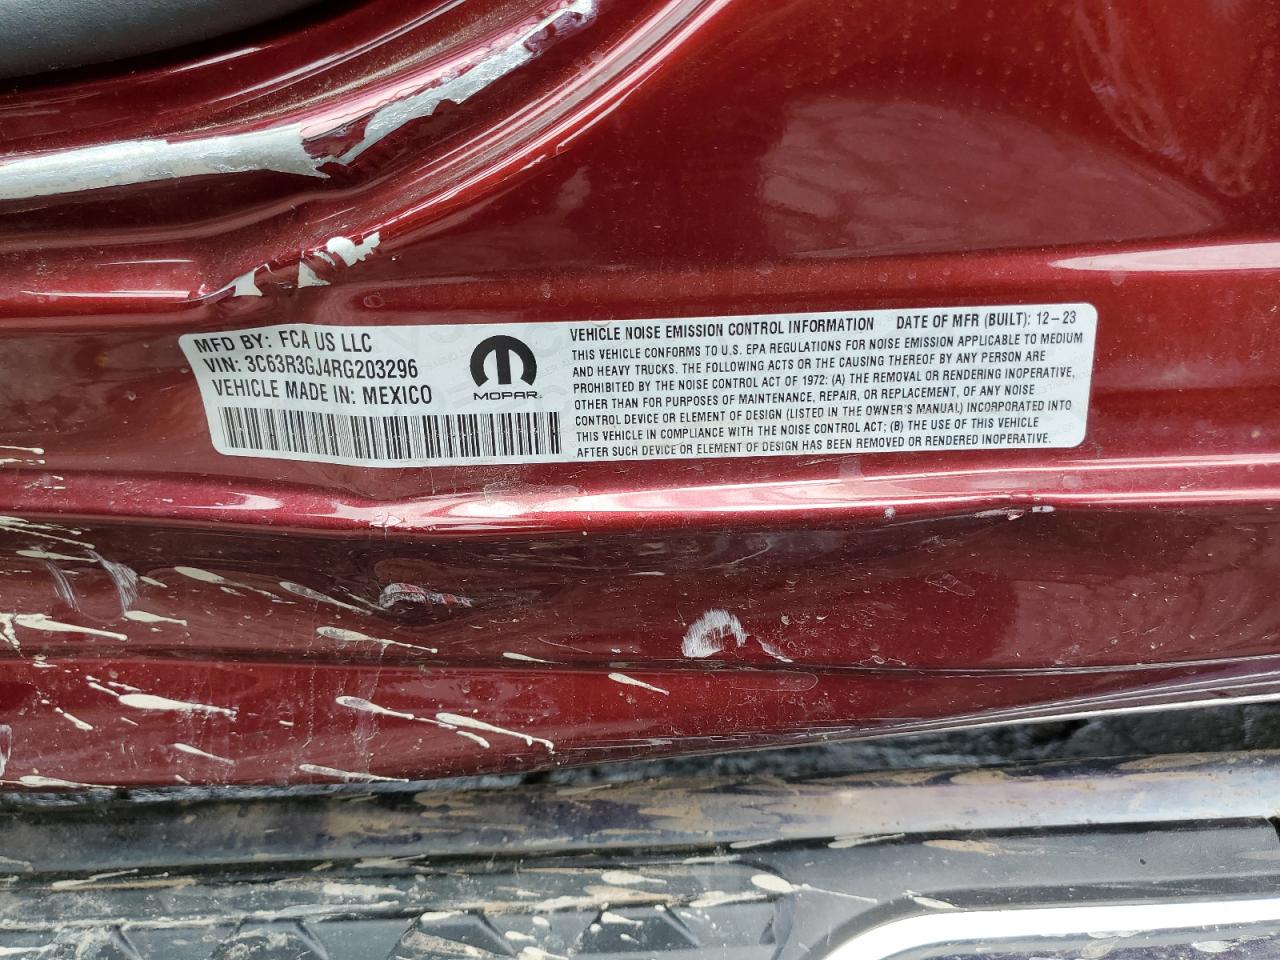 MFD BY: FCA US LLC
VIN: 3C63R3GJ4RG203296
VEHICLE MADE IN: MEXICO
MOPAR
VEHICLE NOISE EMISSION CONTROL INFORMATION DATE OF MFR (BUILT): 12-23
THIS VEHICLE CONFORMS TO U.S. EPA REGULATIONS FOR NOISE EMISSION APPLICABLE TO MEDIUM
AND HEAVY TRUCKS. THE FOLLOWING ACTS OR THE CAUSING THEREOF BY ANY PERSON ARE
PROHIBITED BY THE NOISE CONTROL ACT OF 1972: (A) THE REMOVAL OR RENDERING INOPERATIVE,
OTHER THAN FOR PURPOSES OF MAINTENANCE, REPAIR, OR REPLACEMENT, OF ANY NOISE
CONTROL DEVICE OR ELEMENT OF DESIGN (LISTED IN THE OWNER'S MANUAL) INCORPORATED INTO
THIS VEHICLE IN COMPLIANCE WITH THE NOISE CONTROL ACT; (B) THE USE OF THIS VEHICLE
AFTER SUCH DEVICE OR ELEMENT OF DESIGN HAS BEEN REMOVED OR RENDERED INOPERATIVE.